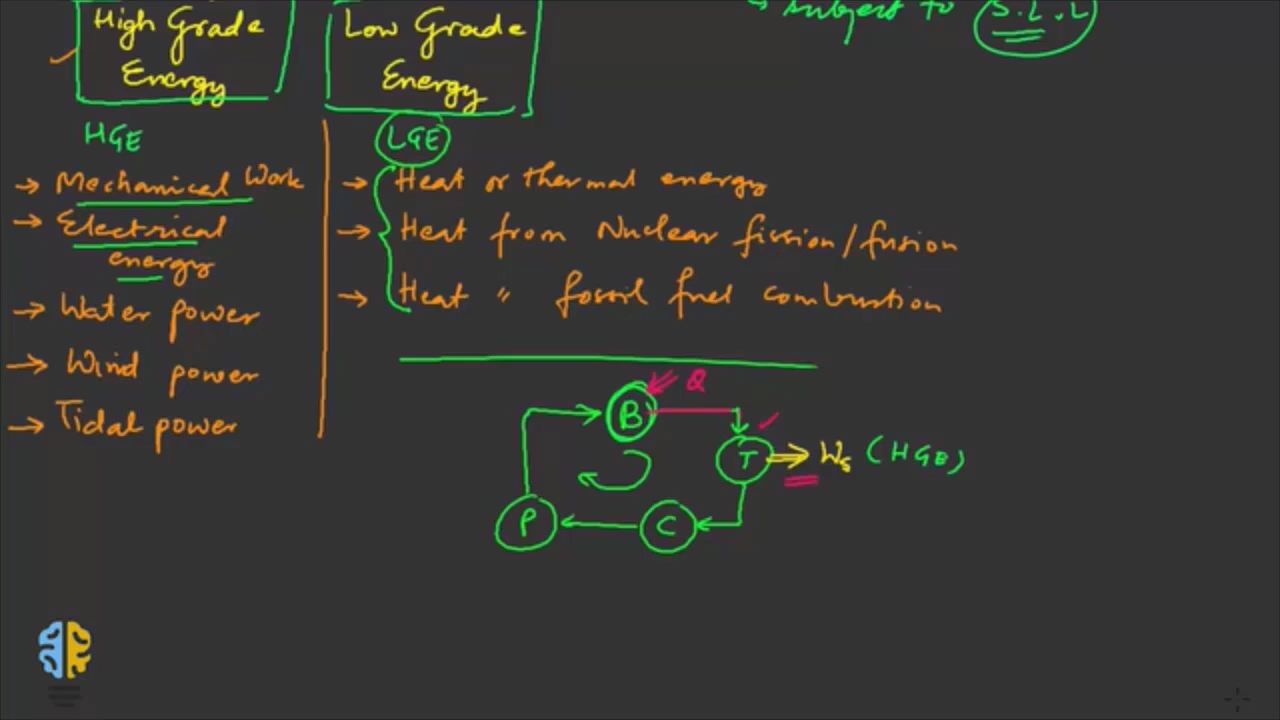 High Grade
Energy
Low Grade
Energy
→ subject to S.L.L
HGE
LGE
→ Mechanical Work
→ Electrical
energy
→ Water power
→ Wind power
→ Tidal power
→ Heat or thermal energy
→ Heat from Nuclear fission/fusion
→ Heat " fossil fuel combustion
Q
B
T
Ws (HGE)
P
C